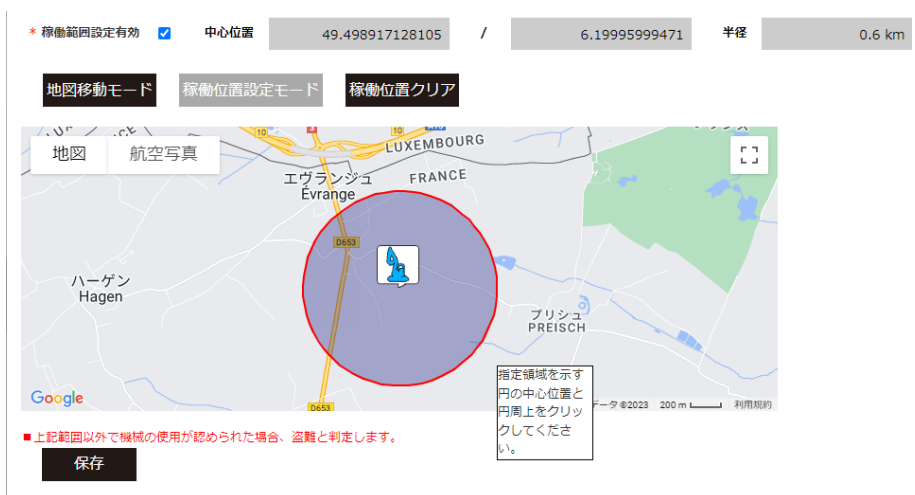 * 稼働範囲設定有効 中心位置 49.498917128105 / 6.19995999471 半径 0.6 km
地図移動モード 稼働位置設定モード 稼働位置クリア
地図 航空写真
10 10
LUXEMBOURG
エヴランジュ
Évrange
FRANCE
D653
ハーゲン
Hagen
プリシュ
PREISCH
指定領域を示す
円の中心位置と
円周上をクリッ
クしてくださ
い。
Google
D653
データ ©2023 200 m 利用規約
■上記範囲以外で機械の使用が認められた場合、盗難と判定します。
保存